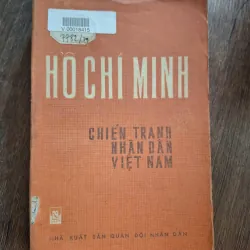 HỒ CHÍ MINH
CHIẾN TRANH
NHÂN DÂN
VIỆT NAM
NHÀ XUẤT BẢN QUÂN ĐỘI NHÂN DÂN